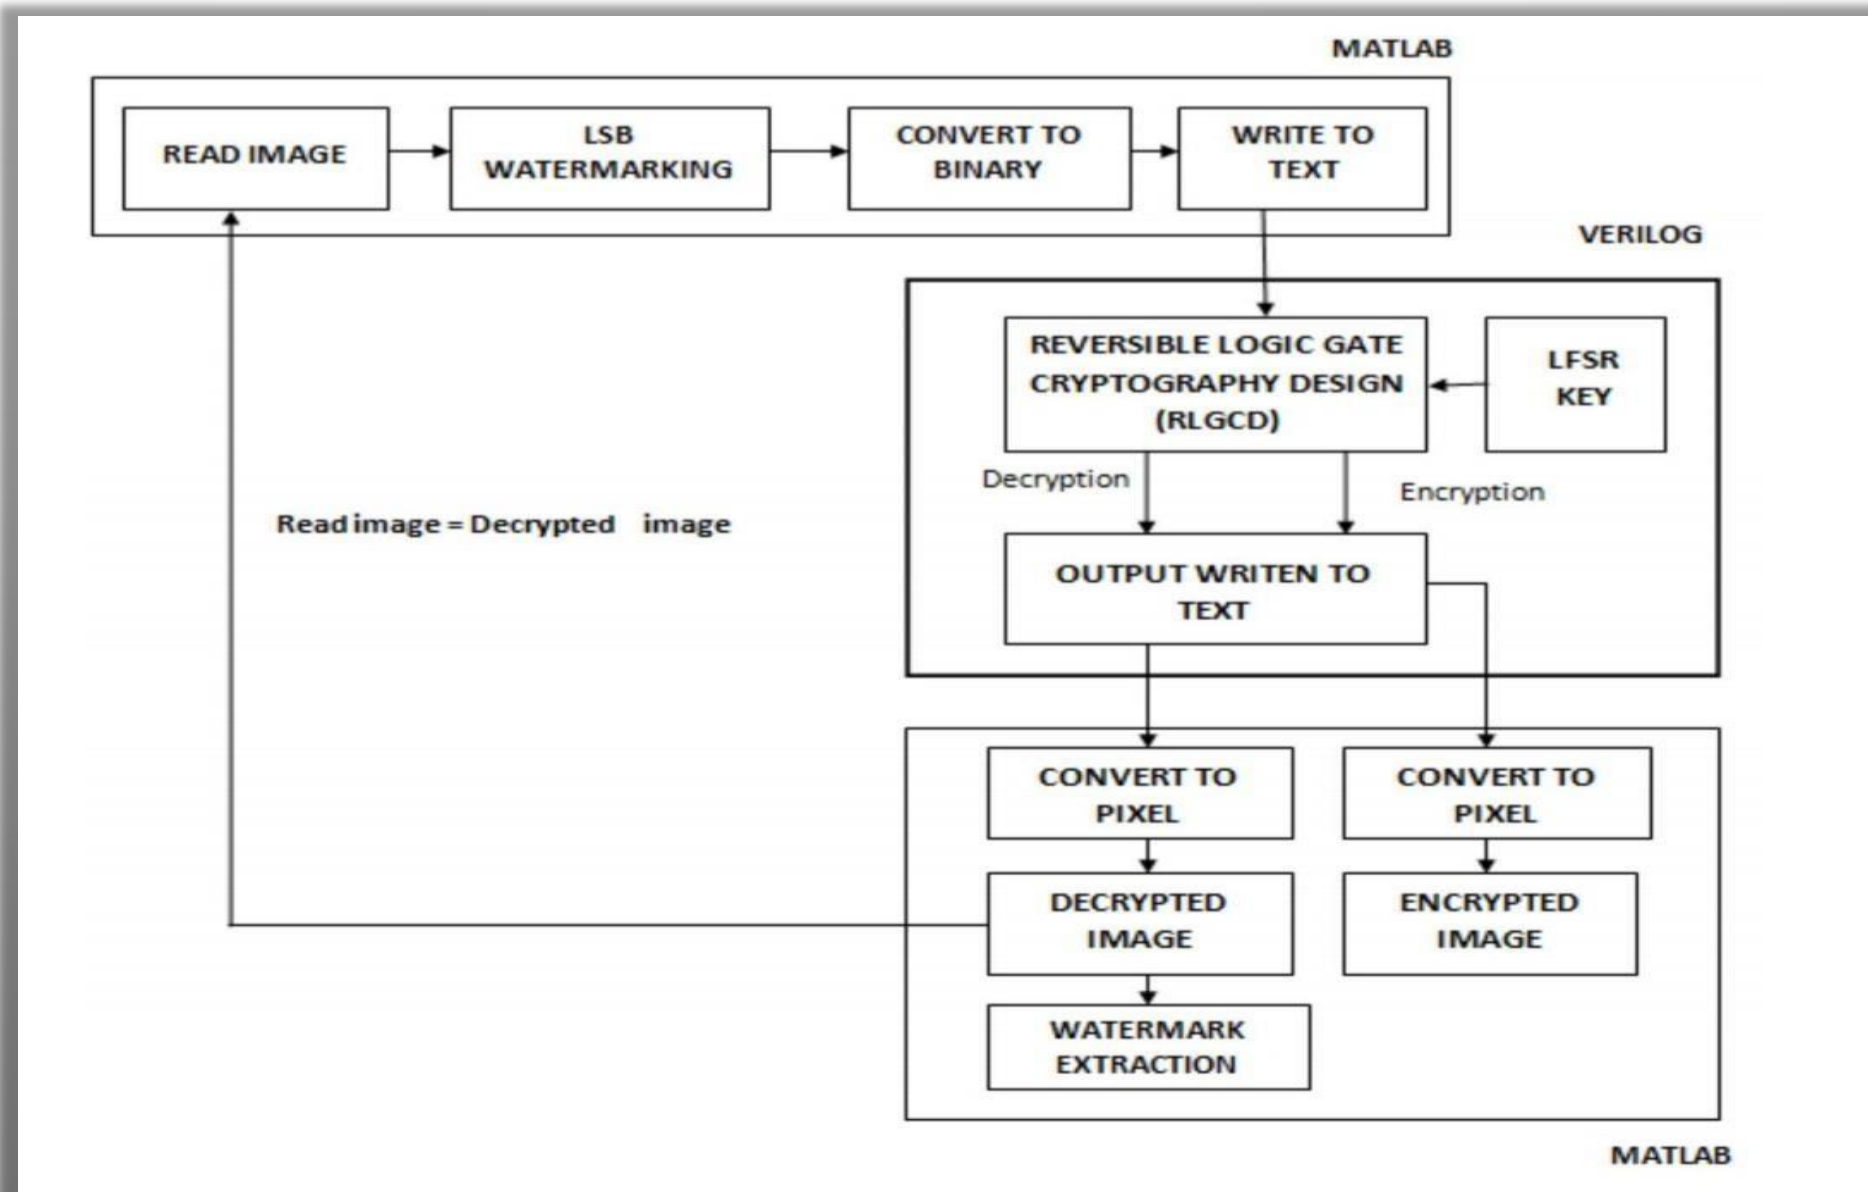 MATLAB
READ IMAGE
LSB
WATERMARKING
CONVERT TO
BINARY
WRITE TO
TEXT
VERILOG
REVERSIBLE LOGIC GATE
CRYPTOGRAPHY DESIGN
(RLGCD)
LFSR
KEY
Decryption
Encryption
Read image = Decrypted image
OUTPUT WRITEN TO
TEXT
CONVERT TO
PIXEL
CONVERT TO
PIXEL
DECRYPTED
IMAGE
ENCRYPTED
IMAGE
WATERMARK
EXTRACTION
MATLAB